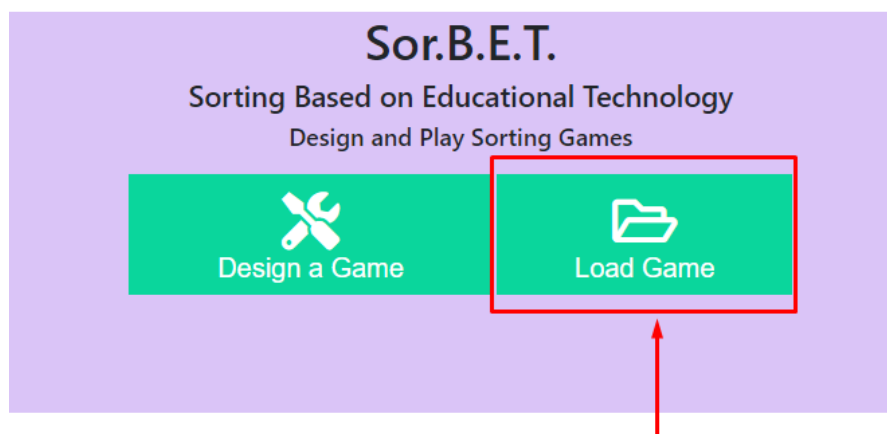 Sor.B.E.T.
Sorting Based on Educational Technology
Design and Play Sorting Games
Design a Game
Load Game